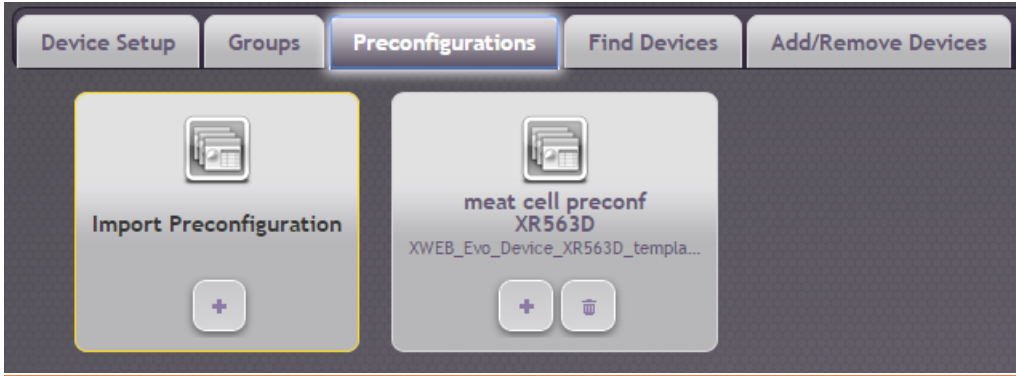 Device Setup Groups Preconfigurations Find Devices Add/Remove Devices
Import Preconfiguration
meat cell preconf
XR563D
XWEB_Evo_Device_XR563D_templa...